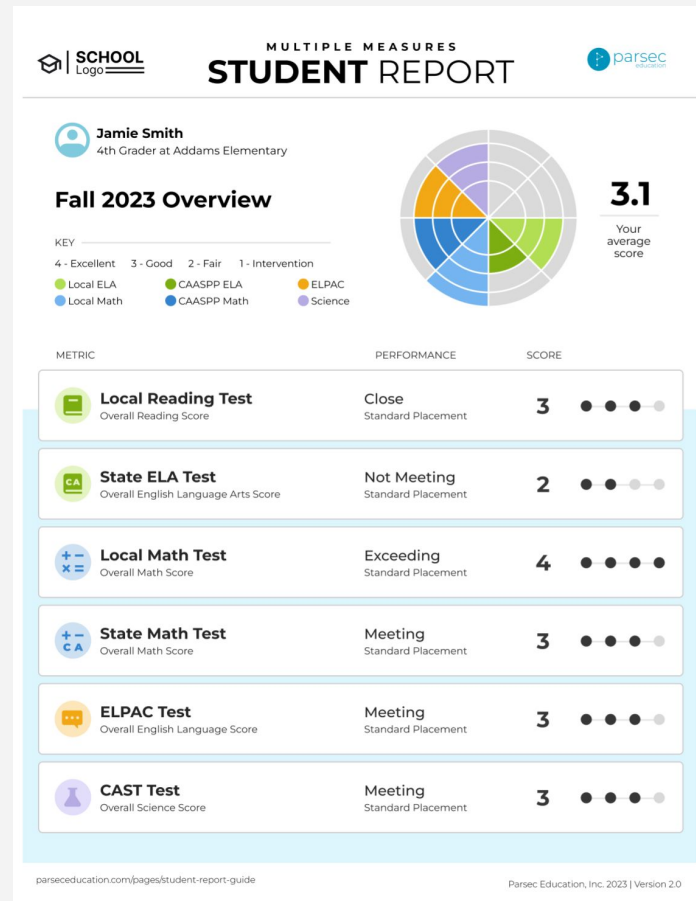 SCHOOL
Logo
MULTIPLE MEASURES
STUDENT REPORT
parsec
education
Jamie Smith
4th Grader at Addams Elementary
Fall 2023 Overview
KEY
4 - Excellent 3 - Good 2 - Fair 1 - Intervention
Local ELA CAASPP ELA ELPAC
Local Math CAASPP Math Science
3.1
Your
average
score
METRIC PERFORMANCE SCORE
Local Reading Test Close 3
Overall Reading Score Standard Placement
CA
State ELA Test Not Meeting 2
Overall English Language Arts Score Standard Placement
+ −
× =
Local Math Test Exceeding 4
Overall Math Score Standard Placement
+ −
C A
State Math Test Meeting 3
Overall Math Score Standard Placement
ELPAC Test Meeting 3
Overall English Language Score Standard Placement
CAST Test Meeting 3
Overall Science Score Standard Placement
parseceducation.com/pages/student-report-guide
Parsec Education, Inc. 2023 | Version 2.0